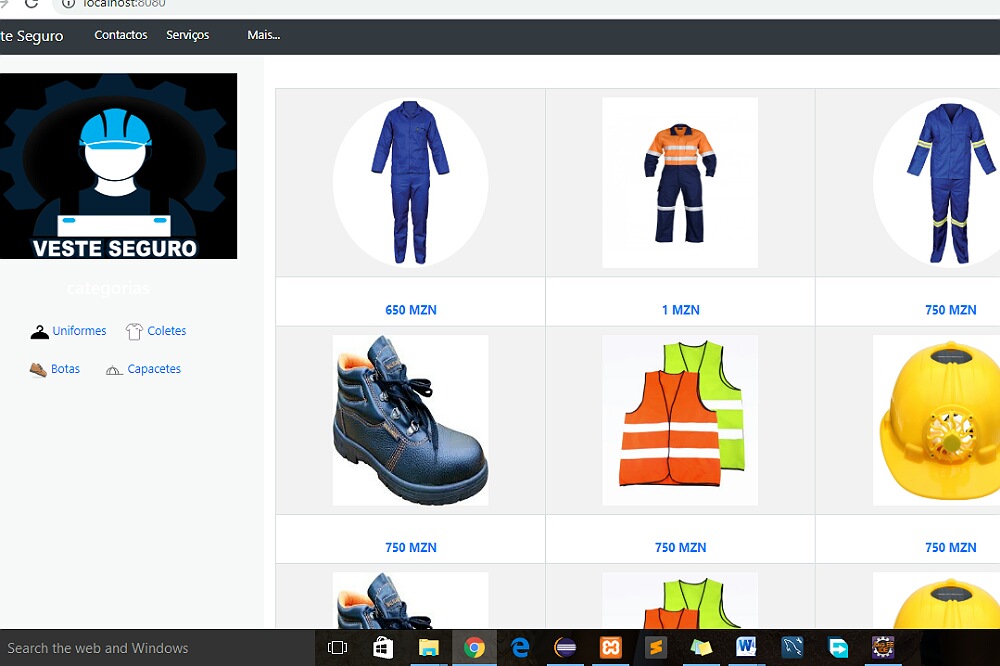 localhost:8080
te Seguro Contactos Serviços Mais...
VESTE SEGURO
categorias
Uniformes Coletes
Botas Capacetes
650 MZN 1 MZN 750 MZN
750 MZN 750 MZN 750 MZN
Search the web and Windows